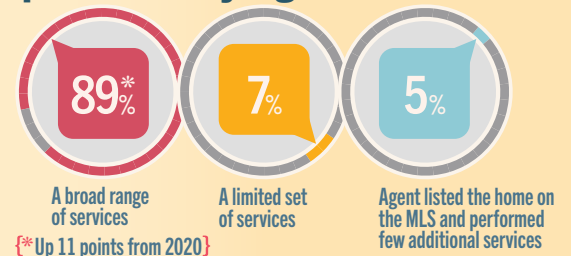 89*%
7%
5%
A broad range
of services
A limited set
of services
Agent listed the home on
the MLS and performed
few additional services
{*Up 11 points from 2020}